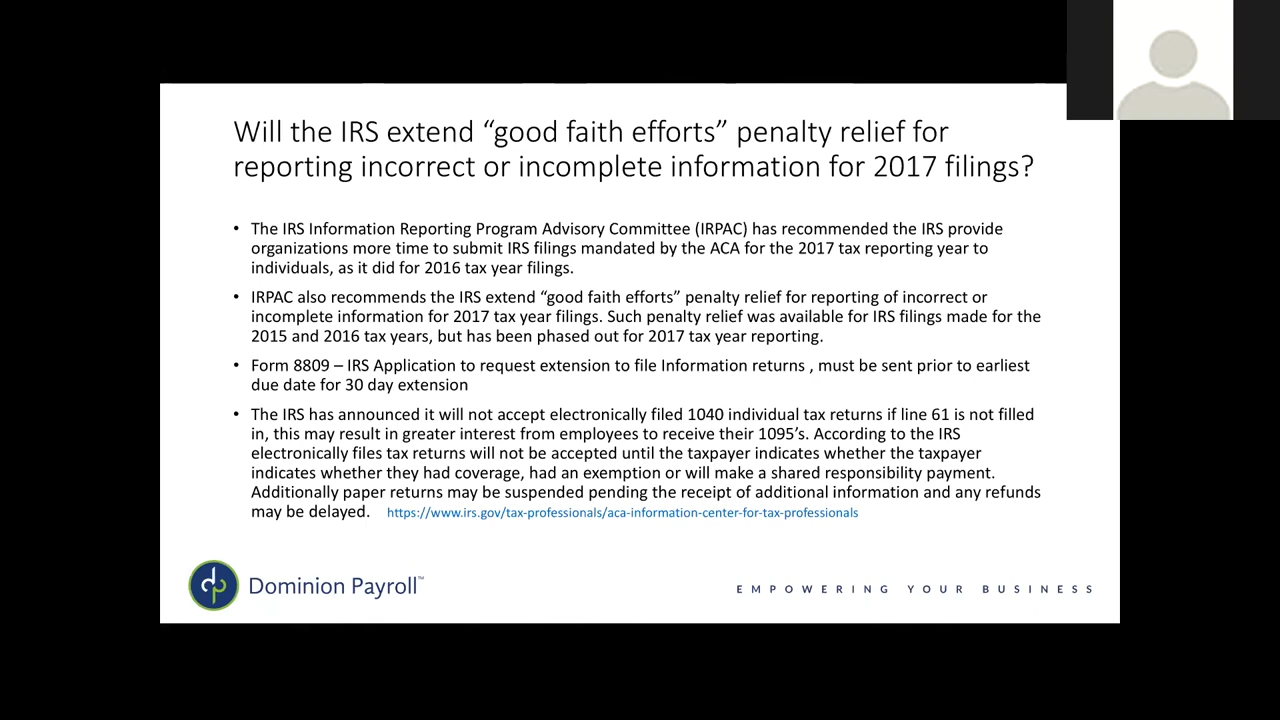 Will the IRS extend “good faith efforts” penalty relief for
reporting incorrect or incomplete information for 2017 filings?
• The IRS Information Reporting Program Advisory Committee (IRPAC) has recommended the IRS provide
organizations more time to submit IRS filings mandated by the ACA for the 2017 tax reporting year to
individuals, as it did for 2016 tax year filings.
• IRPAC also recommends the IRS extend “good faith efforts” penalty relief for reporting of incorrect or
incomplete information for 2017 tax year filings. Such penalty relief was available for IRS filings made for the
2015 and 2016 tax years, but has been phased out for 2017 tax year reporting.
• Form 8809 – IRS Application to request extension to file Information returns , must be sent prior to earliest
due date for 30 day extension
• The IRS has announced it will not accept electronically filed 1040 individual tax returns if line 61 is not filled
in, this may result in greater interest from employees to receive their 1095’s. According to the IRS
electronically files tax returns will not be accepted until the taxpayer indicates whether the taxpayer
indicates whether they had coverage, had an exemption or will make a shared responsibility payment.
Additionally paper returns may be suspended pending the receipt of additional information and any refunds
may be delayed. https://www.irs.gov/tax-professionals/aca-information-center-for-tax-professionals
dp Dominion Payroll™
EMPOWERING YOUR BUSINESS